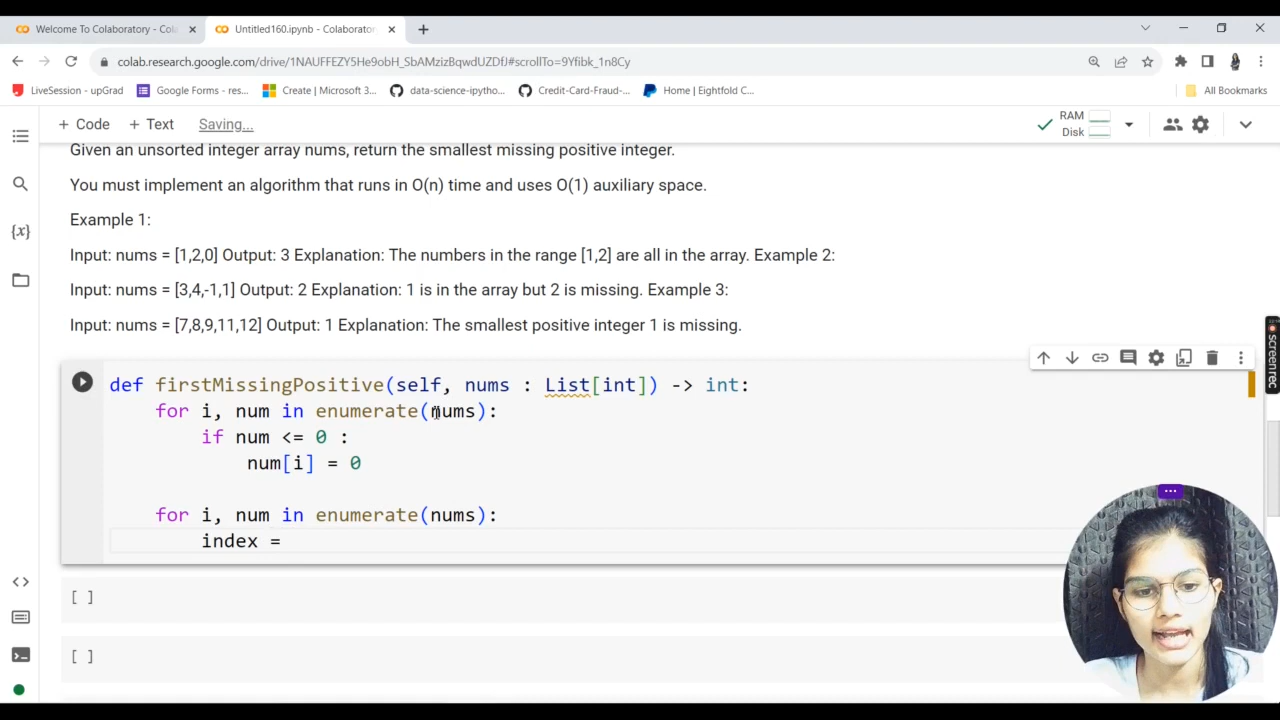 Welcome To Colaboratory - Cola
Untitled160.ipynb - Colaborator
colab.research.google.com/drive/1NAUFFEZY5He9obH_SbAMzizBqwdUZDfJ#scrollTo=9Yfibk_1n8Cy
LiveSession - upGrad
Google Forms - res...
Create | Microsoft 3...
data-science-ipytho...
Credit-Card-Fraud-...
Home | Eightfold C...
All Bookmarks
+ Code + Text Saving...
RAM
Disk
Given an unsorted integer array nums, return the smallest missing positive integer.
You must implement an algorithm that runs in O(n) time and uses O(1) auxiliary space.
Example 1:
Input: nums = [1,2,0] Output: 3 Explanation: The numbers in the range [1,2] are all in the array. Example 2:
Input: nums = [3,4,-1,1] Output: 2 Explanation: 1 is in the array but 2 is missing. Example 3:
Input: nums = [7,8,9,11,12] Output: 1 Explanation: The smallest positive integer 1 is missing.
def firstMissingPositive(self, nums : List[int]) -> int:
for i, num in enumerate(nums):
if num <= 0 :
num[i] = 0
for i, num in enumerate(nums):
index =
[ ]
[ ]
screenrec